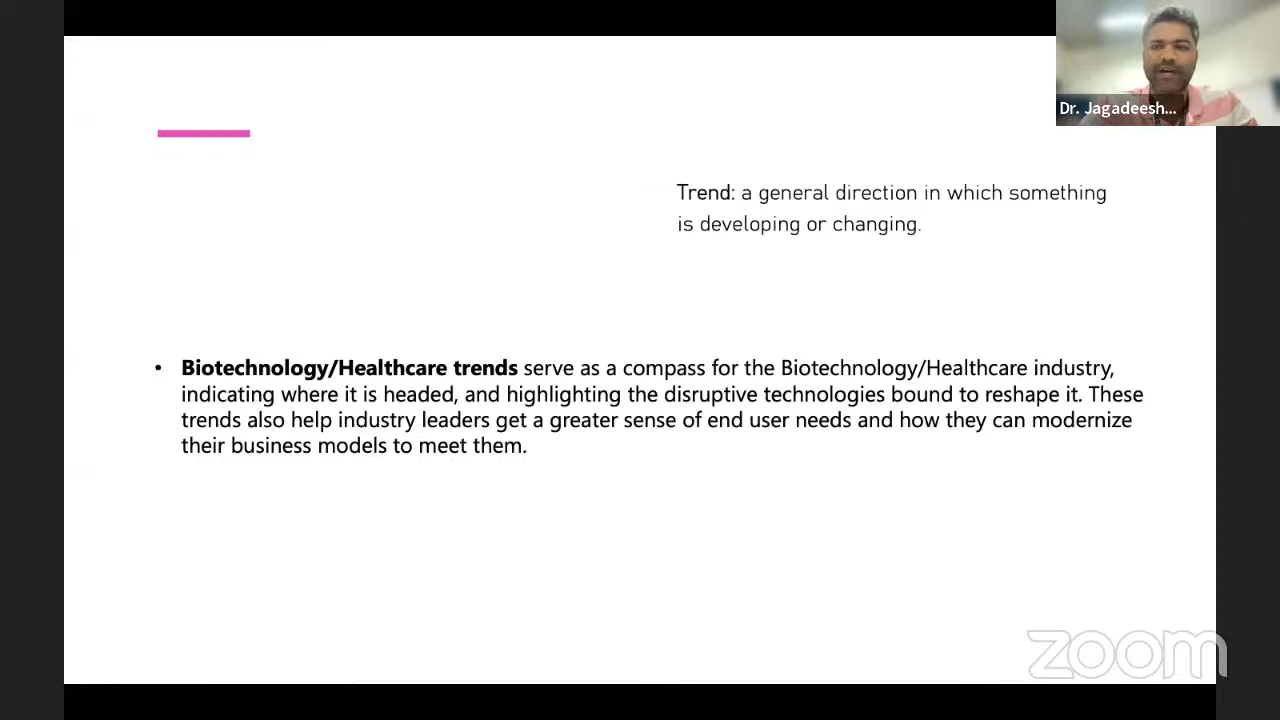 Dr. Jagadeesh...
Trend: a general direction in which something
is developing or changing.
• Biotechnology/Healthcare trends serve as a compass for the Biotechnology/Healthcare industry,
indicating where it is headed, and highlighting the disruptive technologies bound to reshape it. These
trends also help industry leaders get a greater sense of end user needs and how they can modernize
their business models to meet them.
zoom